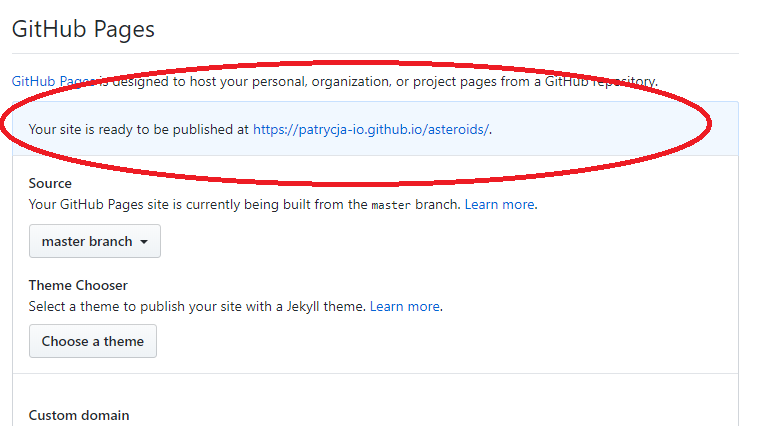 GitHub Pages
GitHub Pages is designed to host your personal, organization, or project pages from a GitHub repository.
Your site is ready to be published at https://patrycja-io.github.io/asteroids/.
Source
Your GitHub Pages site is currently being built from the master branch. Learn more.
master branch
Theme Chooser
Select a theme to publish your site with a Jekyll theme. Learn more.
Choose a theme
Custom domain